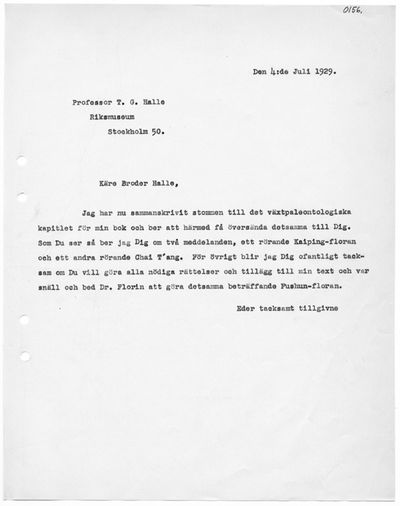 0156.
Den 4:de Juli 1929.
Professor T. G. Halle
Riksmuseum
Stockholm 50.
Käre Broder Halle,
Jag har nu sammanskrivit stommen till det växtpaleontologiska
kapitlet för min bok och ber att härmed få översända detsamma till Dig.
Som Du ser så ber jag Dig om två meddelanden, ett rörande Kaiping-floran
och ett andra rörande Chai T'ang. För övrigt blir jag Dig ofantligt tack-
sam om Du vill göra alla nödiga rättelser och tillägg till min text och var
snäll och bed Dr. Florin att göra detsamma beträffande Fushun-floran.
Eder tacksamt tillgivne